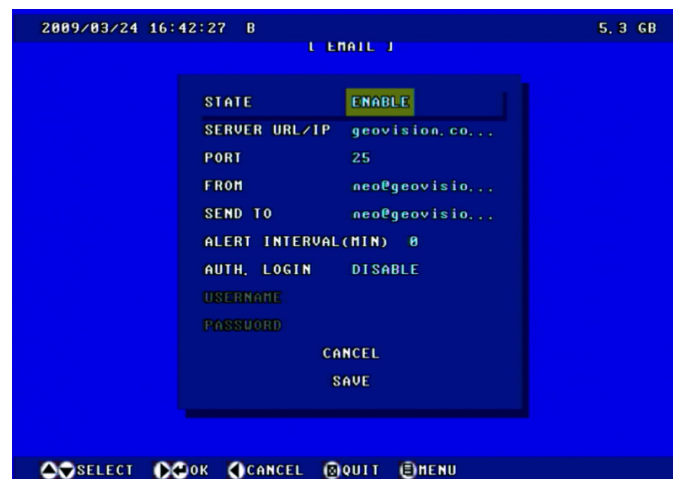 2009/03/24 16:42:27 B 5.3 GB
[ EMAIL ]
STATE ENABLE
SERVER URL/IP geovision.co...
PORT 25
FROM neo@geovisio...
SEND TO neo@geovisio...
ALERT INTERVAL(MIN) 0
AUTH. LOGIN DISABLE
USERNAME
PASSWORD
CANCEL
SAVE
SELECT OK CANCEL QUIT MENU